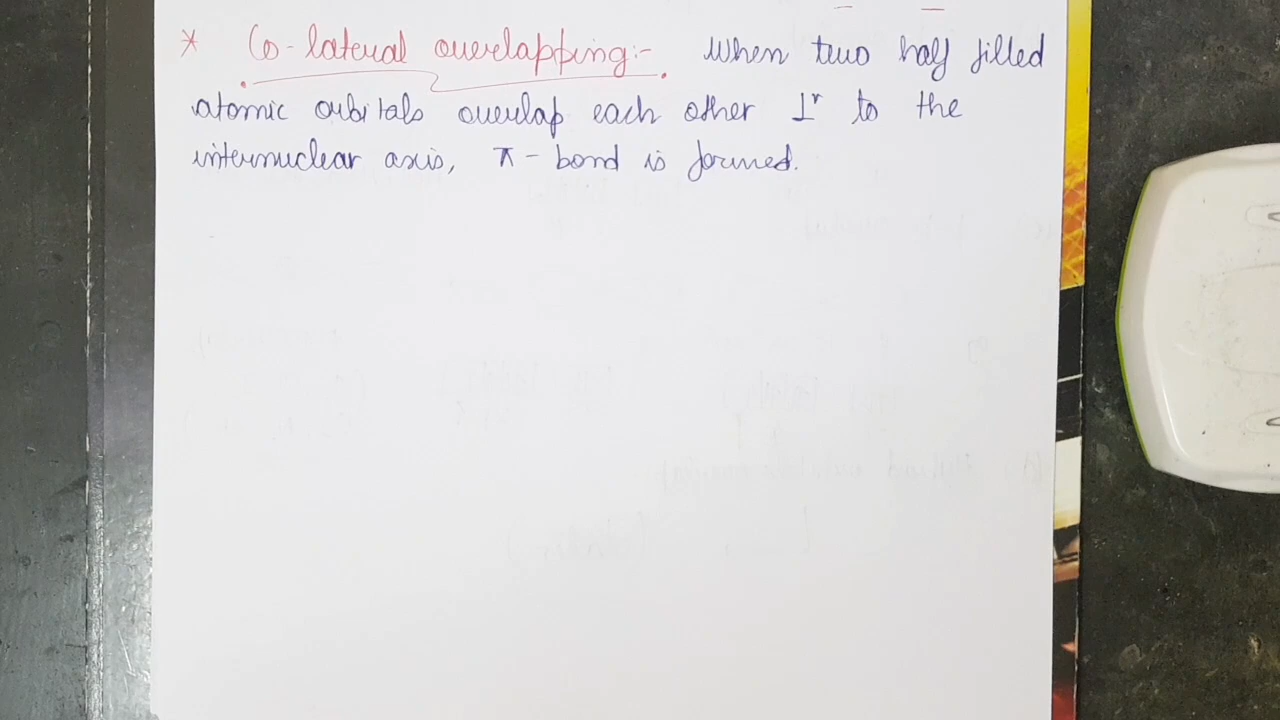 * Co-lateral overlapping:- When two half filled
atomic orbitals overlap each other ⊥ʳ to the
internuclear axis, π - bond is formed.